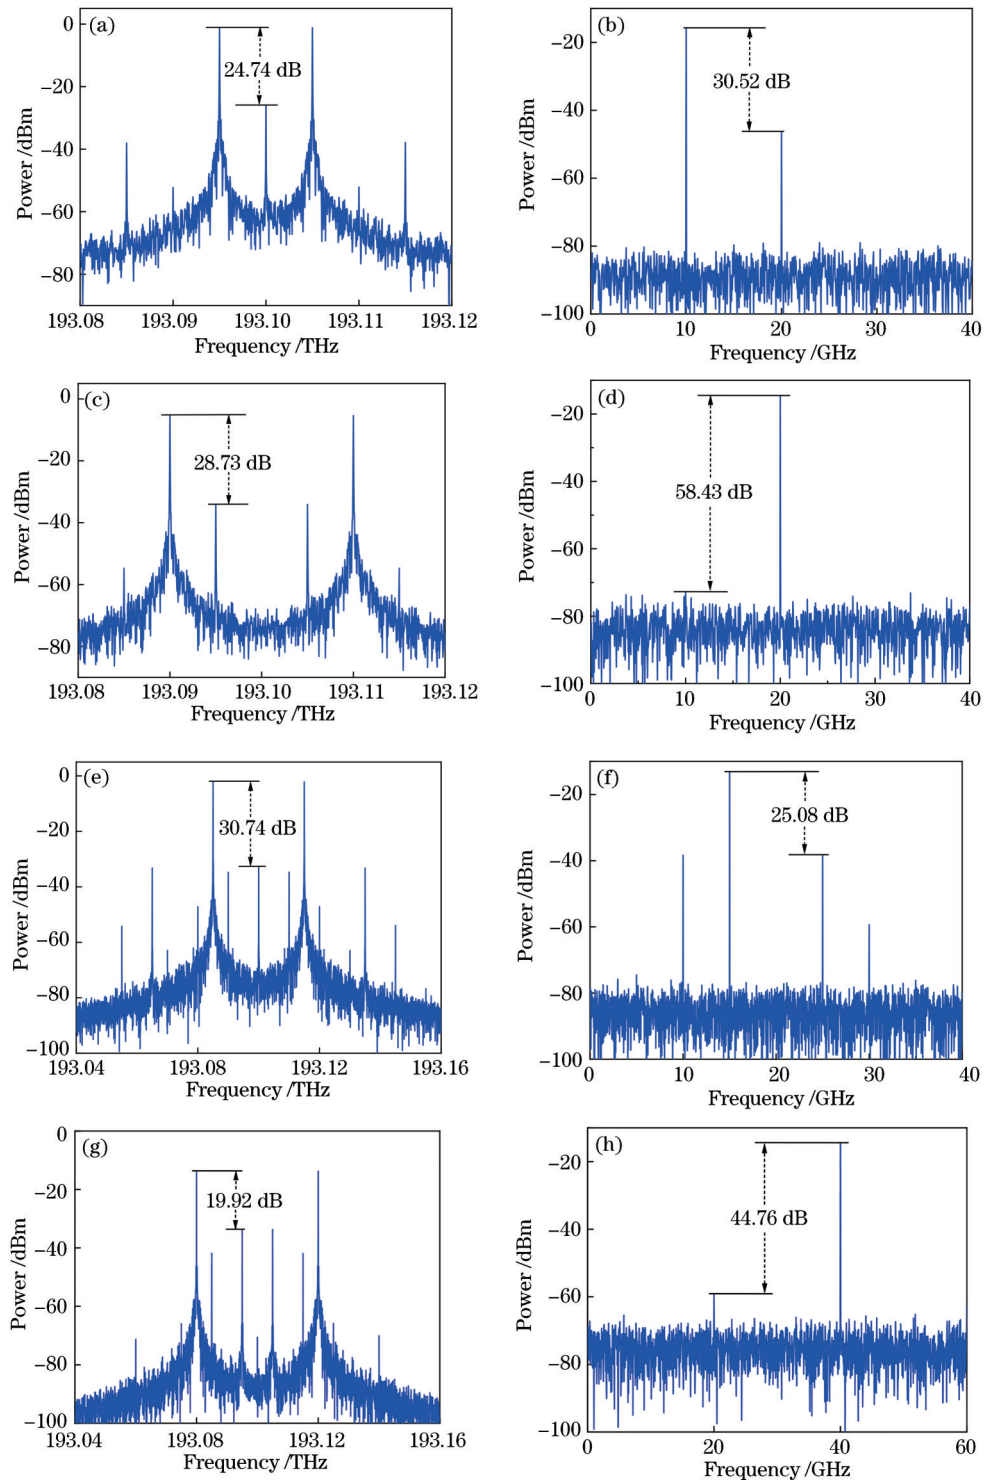 (a)
0
−20
−40
−60
−80
Power /dBm
24.74 dB
193.08 193.09 193.10 193.11 193.12
Frequency /THz
(b)
−20
−40
−60
−80
−100
Power /dBm
30.52 dB
0 10 20 30 40
Frequency /GHz
(c)
0
−20
−40
−60
−80
Power /dBm
28.73 dB
193.08 193.09 193.10 193.11 193.12
Frequency /THz
(d)
−20
−40
−60
−80
−100
Power /dBm
58.43 dB
0 10 20 30 40
Frequency /GHz
(e)
0
−20
−40
−60
−80
−100
Power /dBm
30.74 dB
193.04 193.08 193.12 193.16
Frequency /THz
(f)
−20
−40
−60
−80
−100
Power /dBm
25.08 dB
0 10 20 30 40
Frequency /GHz
(g)
0
−20
−40
−60
−80
−100
Power /dBm
19.92 dB
193.04 193.08 193.12 193.16
Frequency /THz
(h)
−20
−40
−60
−80
−100
Power /dBm
44.76 dB
0 20 40 60
Frequency /GHz